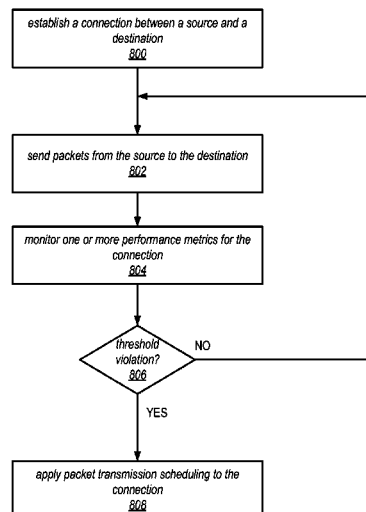 establish a connection between a source and a
destination
800
send packets from the source to the destination
802
monitor one or more performance metrics for the
connection
804
threshold
violation?
806
NO
YES
apply packet transmission scheduling to the
connection
808